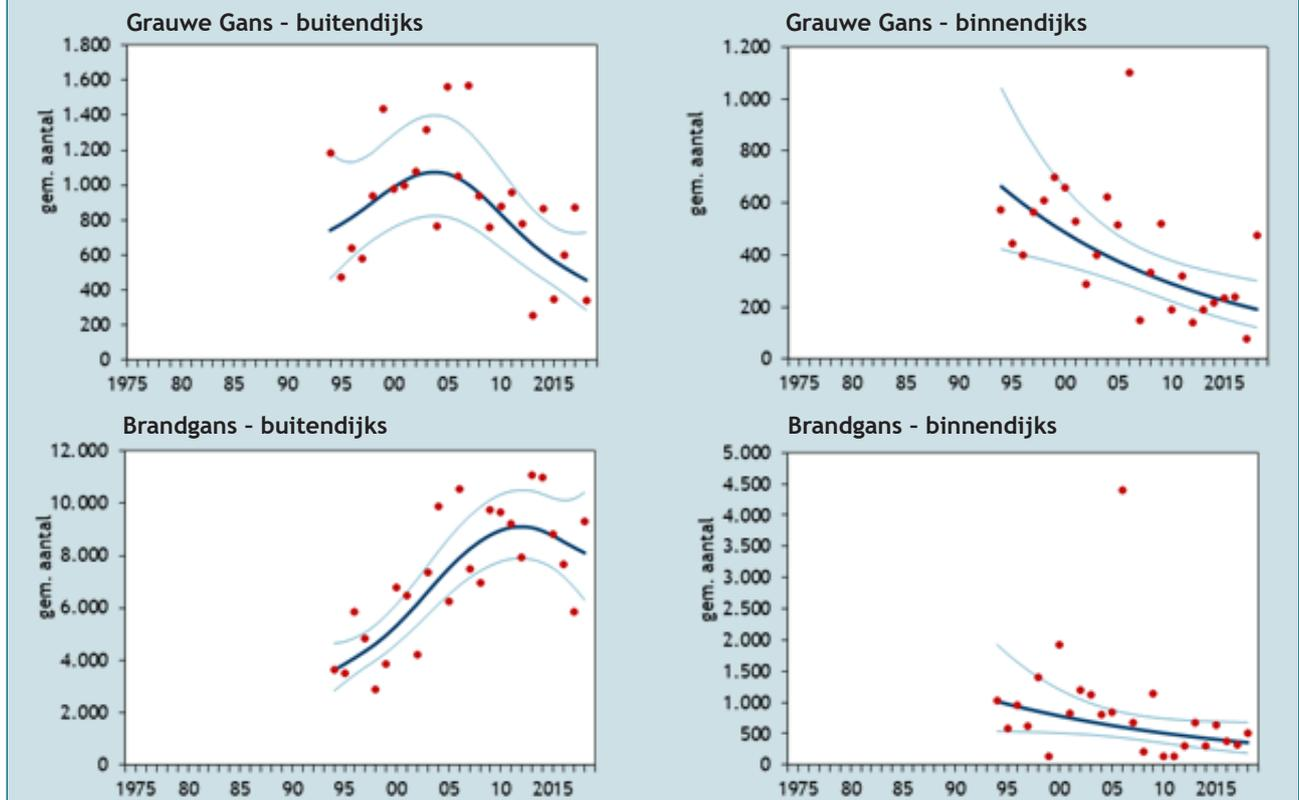 Grauwe Gans – buitendijks
1.800
1.600
1.400
1.200
1.000
800
600
400
200
0
gem. aantal
1975 80 85 90 95 00 05 10 2015
Grauwe Gans – binnendijks
1.200
1.000
800
600
400
200
0
gem. aantal
1975 80 85 90 95 00 05 10 2015
Brandgans – buitendijks
12.000
10.000
8.000
6.000
4.000
2.000
0
gem. aantal
1975 80 85 90 95 00 05 10 2015
Brandgans – binnendijks
5.000
4.500
4.000
3.500
3.000
2.500
2.000
1.500
1.000
500
0
gem. aantal
1975 80 85 90 95 00 05 10 2015